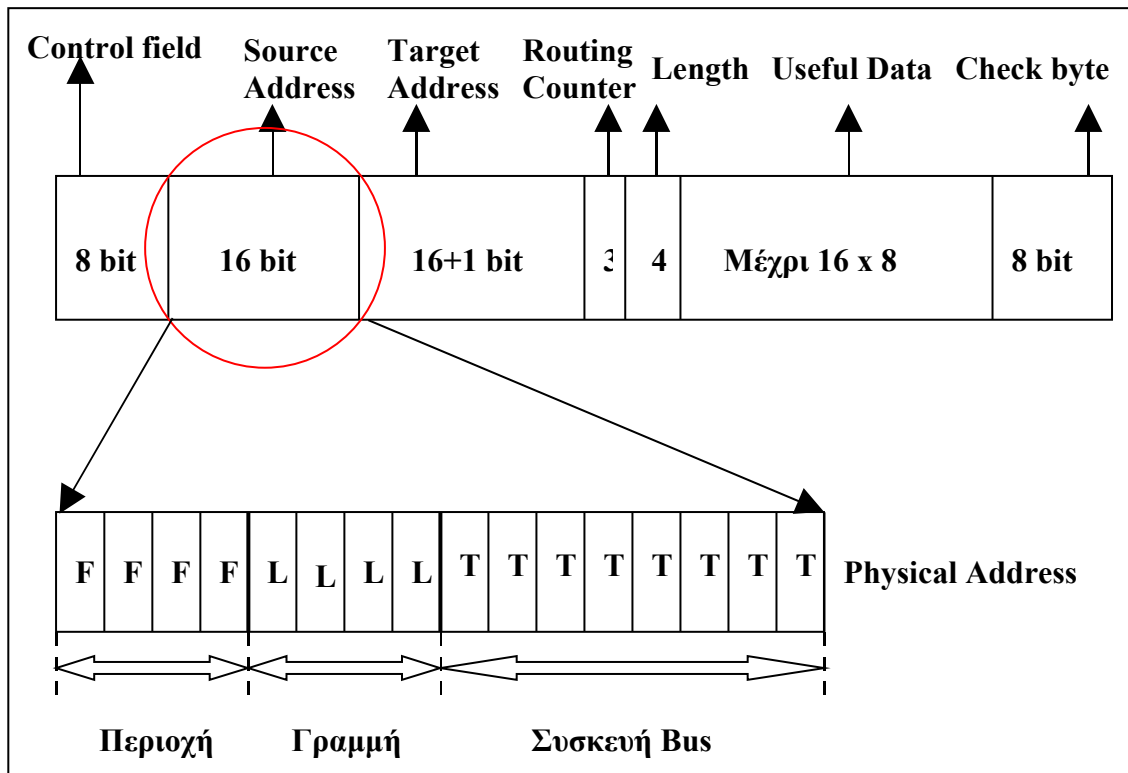 Control field
Source Address
Target Address
Routing Counter
Length
Useful Data
Check byte
8 bit
16 bit
16+1 bit
3
4
Μέχρι 16 x 8
8 bit
F F F F L L L L T T T T T T T T
Physical Address
Περιοχή
Γραμμή
Συσκευή Bus